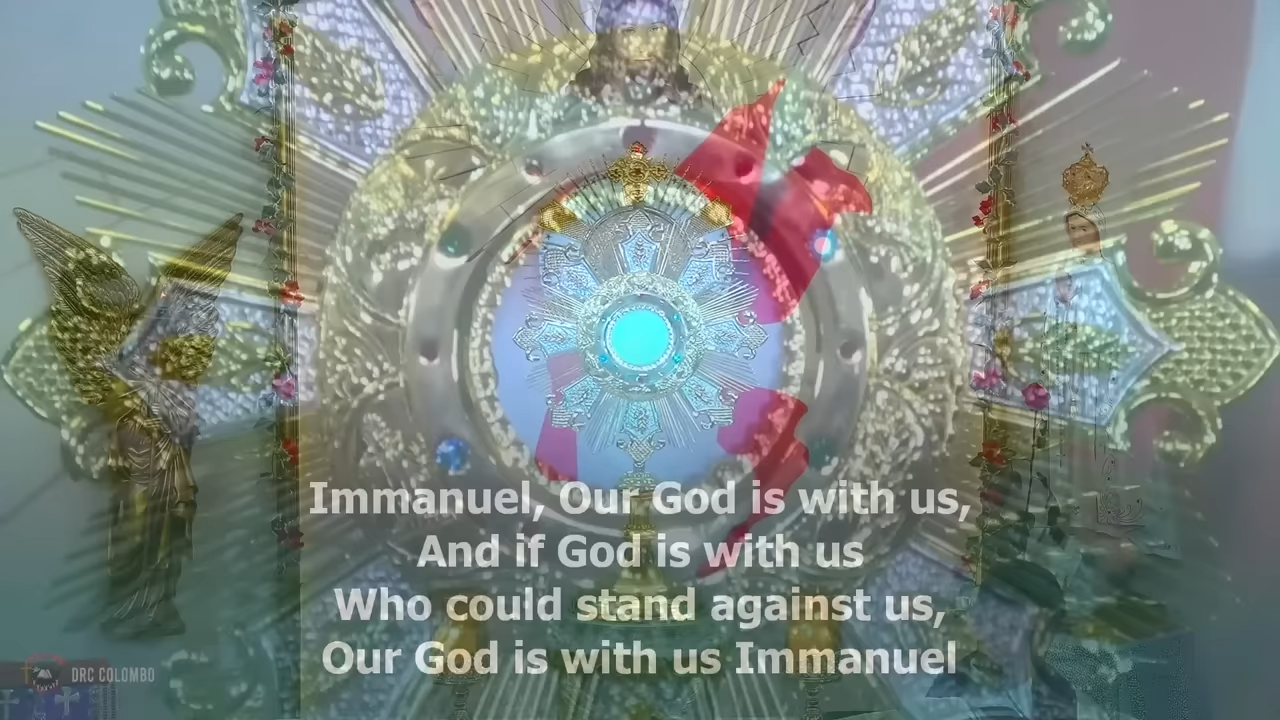 Immanuel, Our God is with us,
And if God is with us
Who could stand against us,
Our God is with us Immanuel
DRC COLOMBO